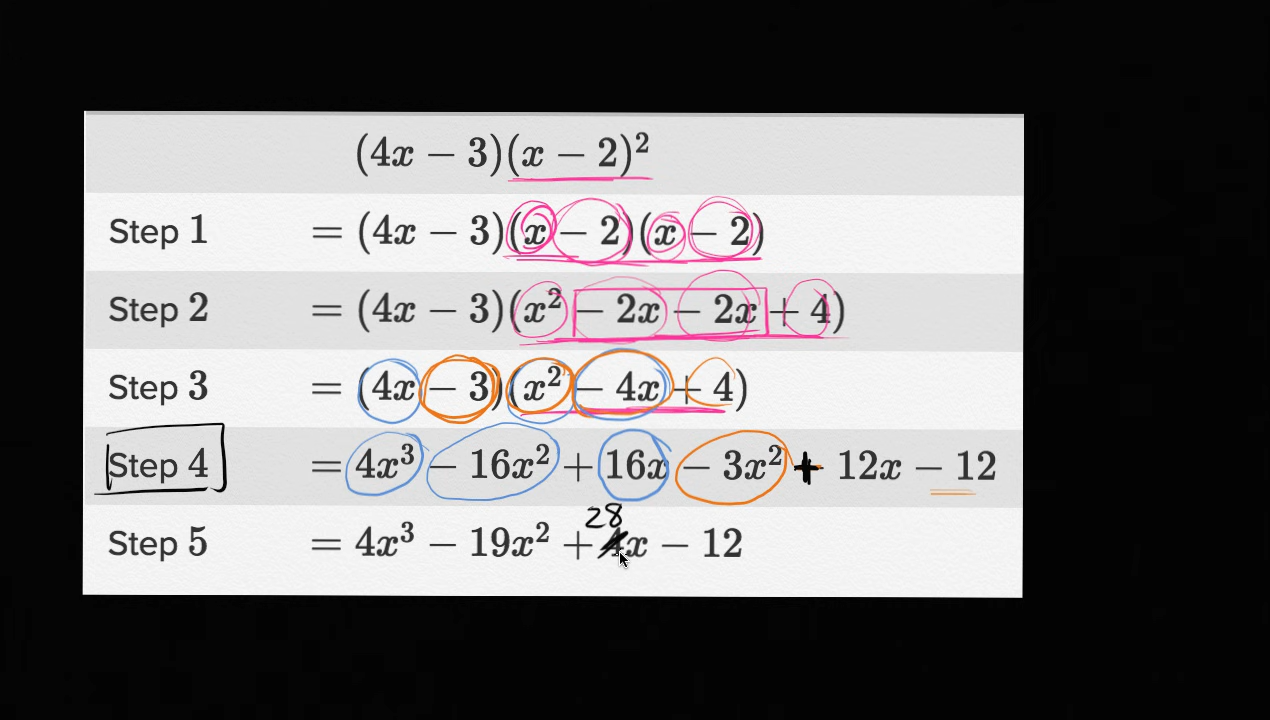 (4x − 3)(x − 2)²
Step 1 = (4x − 3)(x − 2)(x − 2)
Step 2 = (4x − 3)(x² − 2x − 2x + 4)
Step 3 = (4x − 3)(x² − 4x + 4)
Step 4 = 4x³ − 16x² + 16x − 3x² + 12x − 12
28
Step 5 = 4x³ − 19x² + 4x − 12